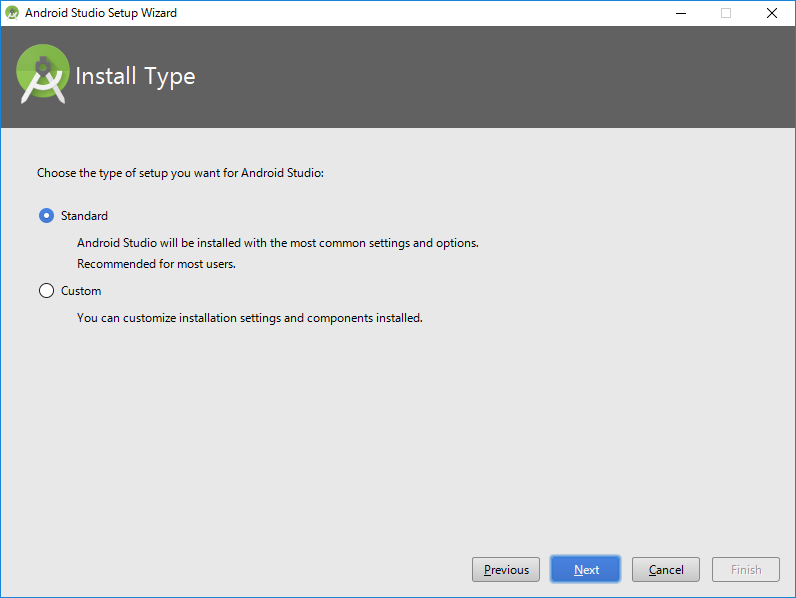 Android Studio Setup Wizard
Install Type
Choose the type of setup you want for Android Studio:
Standard
Android Studio will be installed with the most common settings and options.
Recommended for most users.
Custom
You can customize installation settings and components installed.
Previous
Next
Cancel
Finish